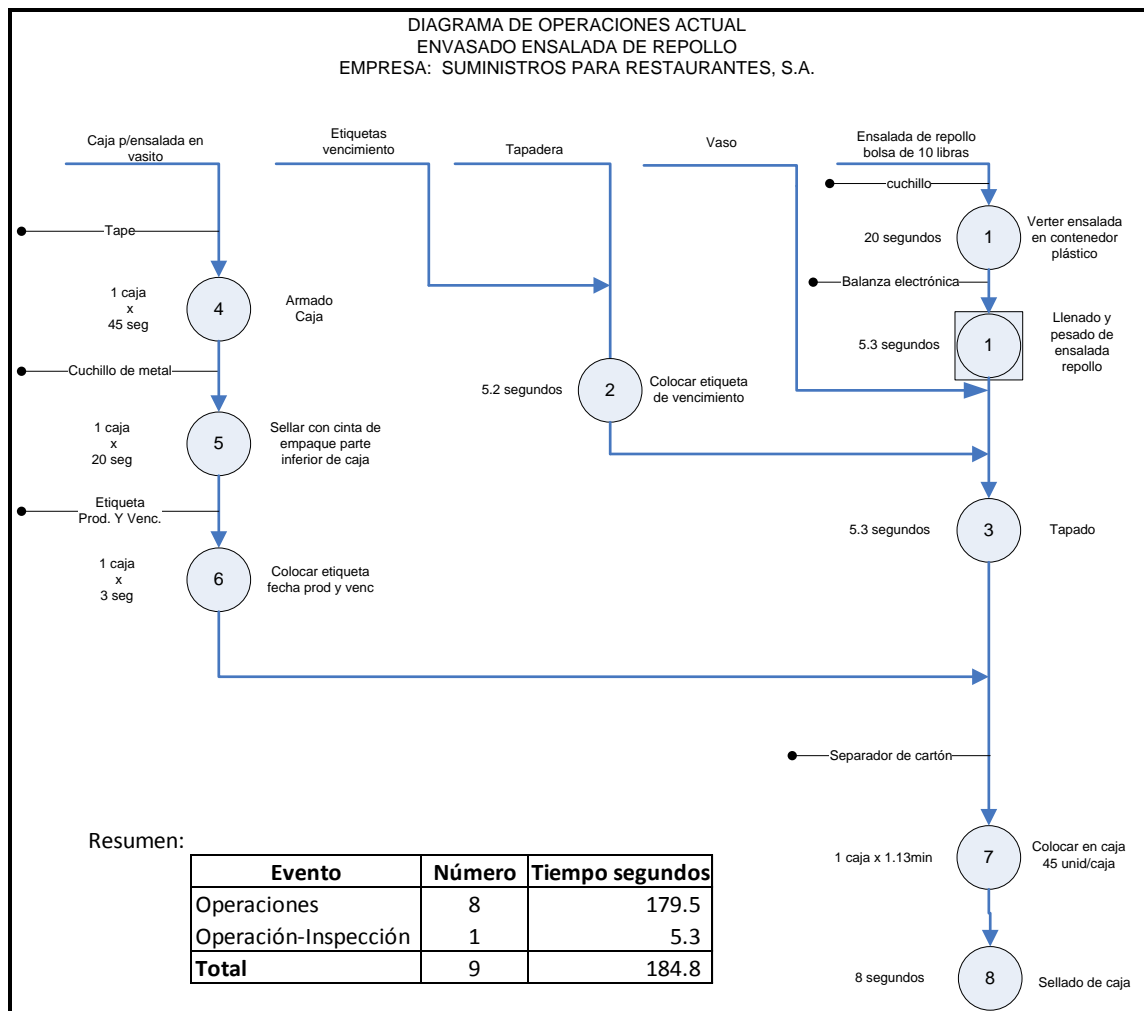 DIAGRAMA DE OPERACIONES ACTUAL
ENVASADO ENSALADA DE REPOLLO
EMPRESA: SUMINISTROS PARA RESTAURANTES, S.A.
Caja p/ensalada en
vasito
Etiquetas
vencimiento
Tapadera
Vaso
Ensalada de repollo
bolsa de 10 libras
cuchillo
20 segundos
1
Verter ensalada
en contenedor
plástico
Balanza electrónica
5.3 segundos
1
Llenado y
pesado de
ensalada
repollo
Tape
1 caja
x
45 seg
4
Armado
Caja
Cuchillo de metal
1 caja
x
20 seg
5
Sellar con cinta de
empaque parte
inferior de caja
Etiqueta
Prod. Y Venc.
1 caja
x
3 seg
6
Colocar etiqueta
fecha prod y venc
5.2 segundos
2
Colocar etiqueta
de vencimiento
5.3 segundos
3
Tapado
Separador de cartón
1 caja x 1.13min
7
Colocar en caja
45 unid/caja
8 segundos
8
Sellado de caja
Resumen:
Evento Número Tiempo segundos
Operaciones 8 179.5
Operación-Inspección 1 5.3
Total 9 184.8